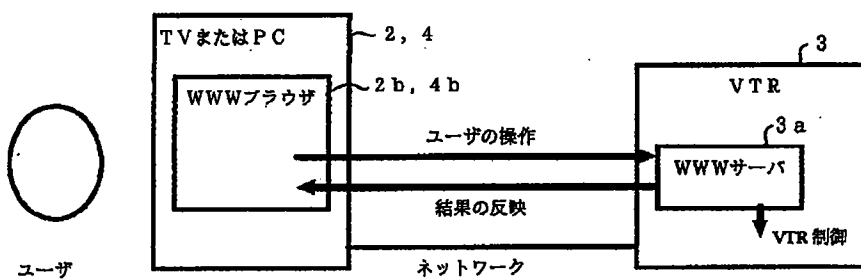 TVまたはPC
2, 4
WWWブラウザ
2b, 4b
ユーザの操作
結果の反映
3
VTR
3a
WWWサーバ
VTR制御
ユーザ
ネットワーク